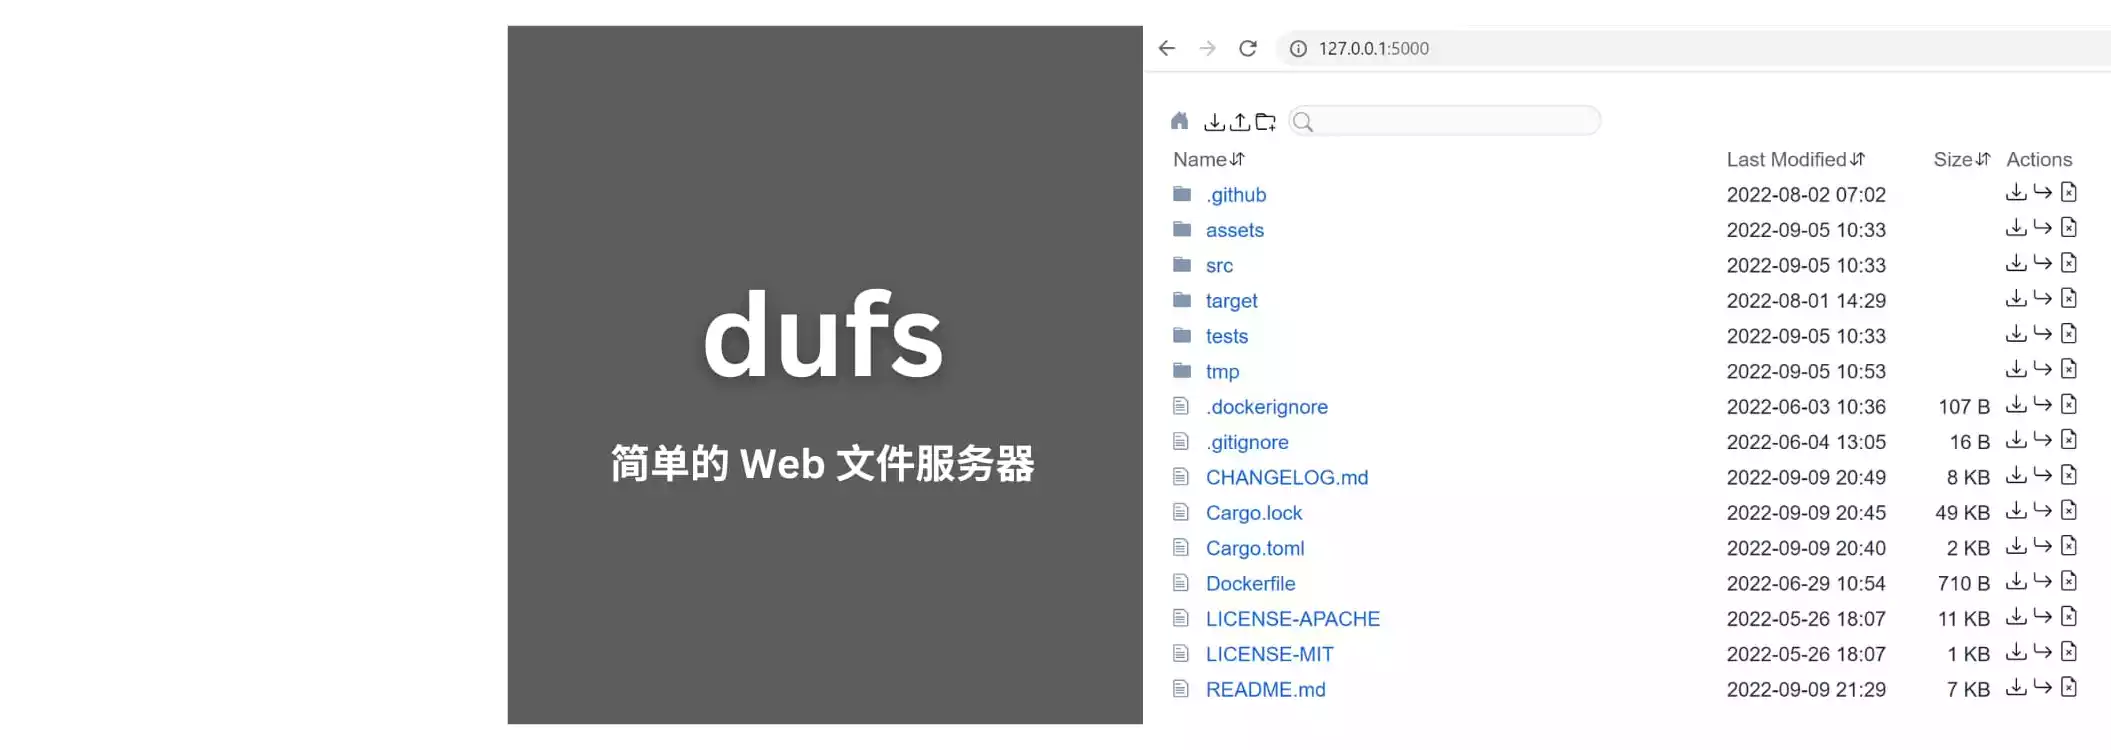 dufs
简单的 Web 文件服务器
127.0.0.1:5000
Name Last Modified Size Actions
.github 2022-08-02 07:02
assets 2022-09-05 10:33
src 2022-09-05 10:33
target 2022-08-01 14:29
tests 2022-09-05 10:33
tmp 2022-09-05 10:53
.dockerignore 2022-06-03 10:36 107 B
.gitignore 2022-06-04 13:05 16 B
CHANGELOG.md 2022-09-09 20:49 8 KB
Cargo.lock 2022-09-09 20:45 49 KB
Cargo.toml 2022-09-09 20:40 2 KB
Dockerfile 2022-06-29 10:54 710 B
LICENSE-APACHE 2022-05-26 18:07 11 KB
LICENSE-MIT 2022-05-26 18:07 1 KB
README.md 2022-09-09 21:29 7 KB